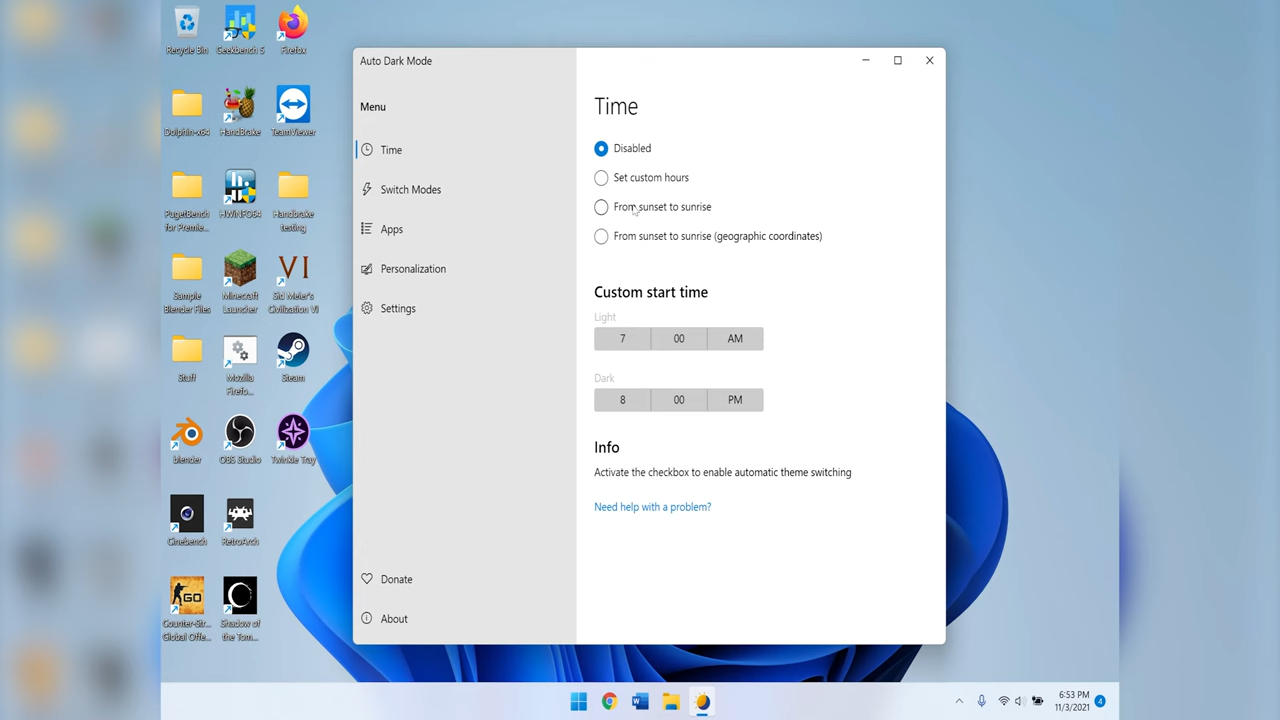 Recycle Bin
Geekbench 5
Firefox
Dolphin-x64
HandBrake
TeamViewer
PugetBench
for Premie...
HWiNFO64
Handbrake
testing
Sample
Blender Files
Minecraft
Launcher
VI
Sid Meier's
Civilization VI
Stuff
Mozilla
Firefo...
Steam
blender
OBS Studio
Twinkle Tray
Cinebench
RetroArch
GO
Counter-Str...
Global Offe...
Shadow of
the Tom...
Auto Dark Mode
Menu
Time
Switch Modes
Apps
Personalization
Settings
Donate
About
Time
Disabled
Set custom hours
From sunset to sunrise
From sunset to sunrise (geographic coordinates)
Custom start time
Light
7 00 AM
Dark
8 00 PM
Info
Activate the checkbox to enable automatic theme switching
Need help with a problem?
6:53 PM
11/3/2021
4